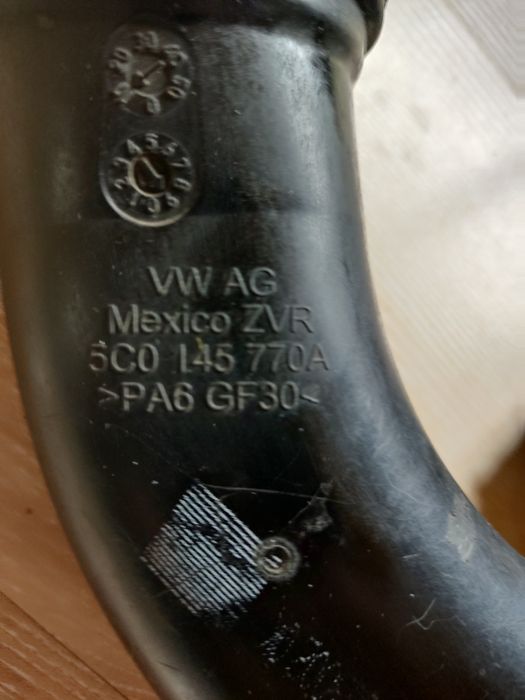 VW AG
Mexico ZVR
5C0 145 770A
>PA6 GF30<